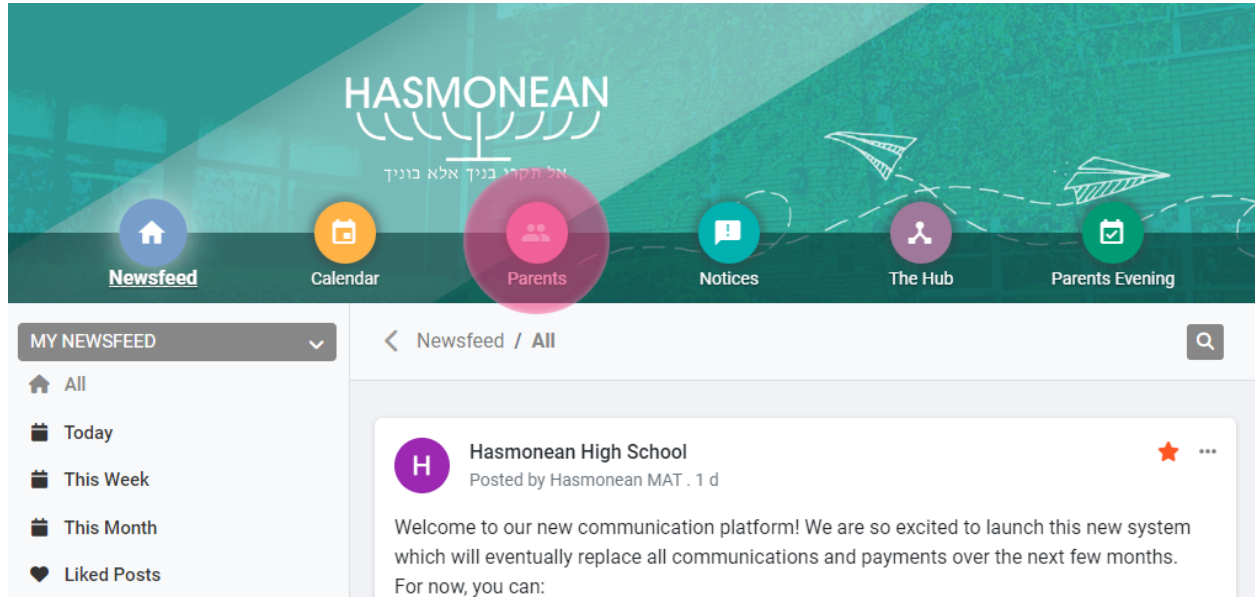 HASMONEAN
אל תקרי בניך אלא בוניך
Newsfeed
Calendar
Parents
Notices
The Hub
Parents Evening
MY NEWSFEED
All
Today
This Week
This Month
Liked Posts
Newsfeed / All
H
Hasmonean High School
Posted by Hasmonean MAT . 1 d
Welcome to our new communication platform! We are so excited to launch this new system
which will eventually replace all communications and payments over the next few months.
For now, you can: